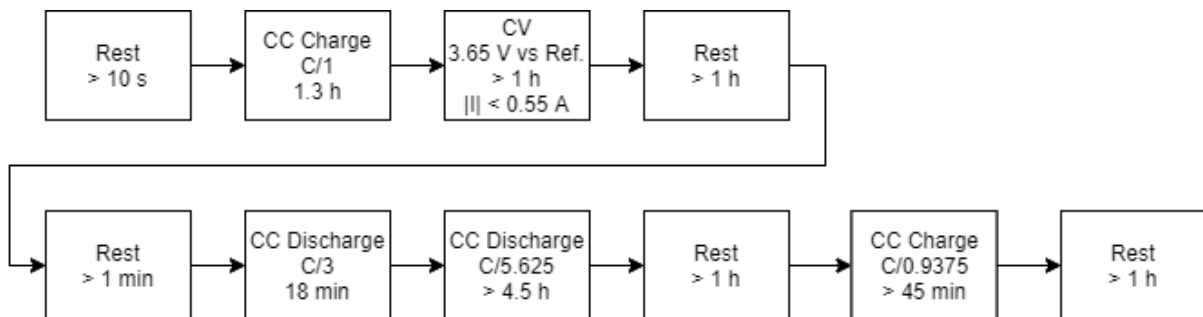 Rest
> 10 s
CC Charge
C/1
1.3 h
CV
3.65 V vs Ref.
> 1 h
|I| < 0.55 A
Rest
> 1 h
Rest
> 1 min
CC Discharge
C/3
18 min
CC Discharge
C/5.625
> 4.5 h
Rest
> 1 h
CC Charge
C/0.9375
> 45 min
Rest
> 1 h